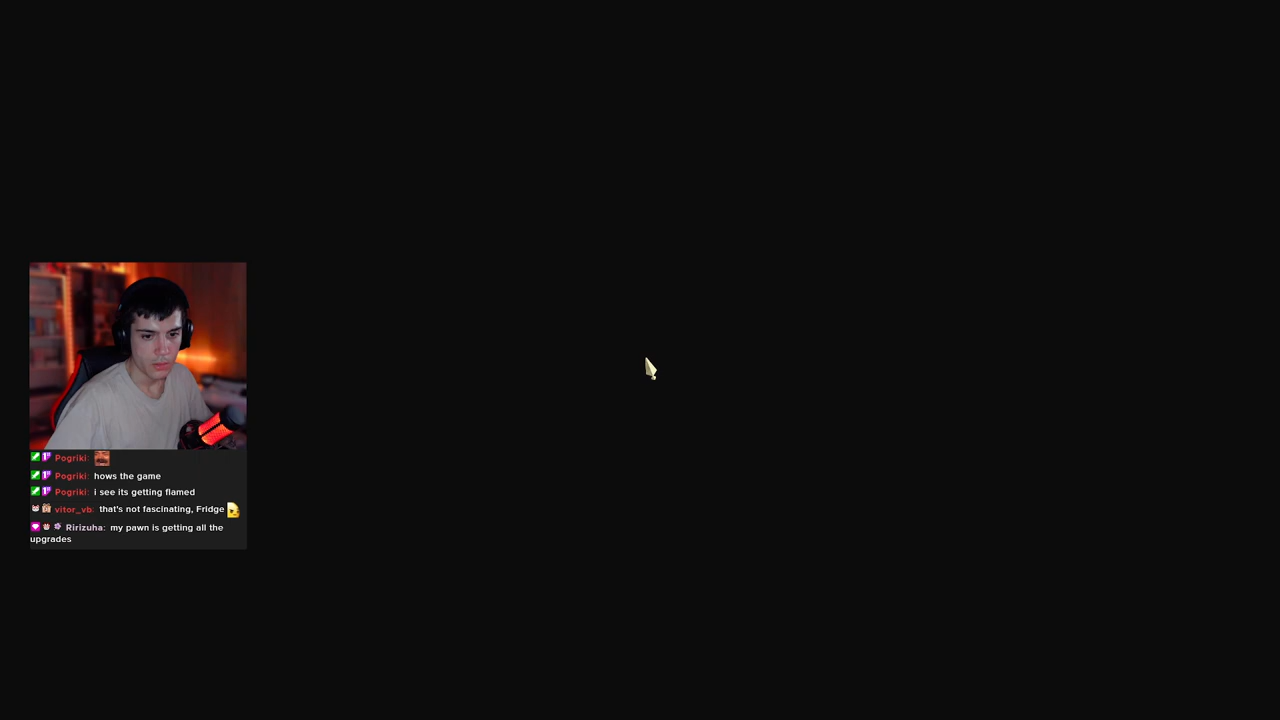 Pogriki:
Pogriki: hows the game
Pogriki: i see its getting flamed
vitor_vb: that's not fascinating, Fridge
Ririzuha: my pawn is getting all the
upgrades